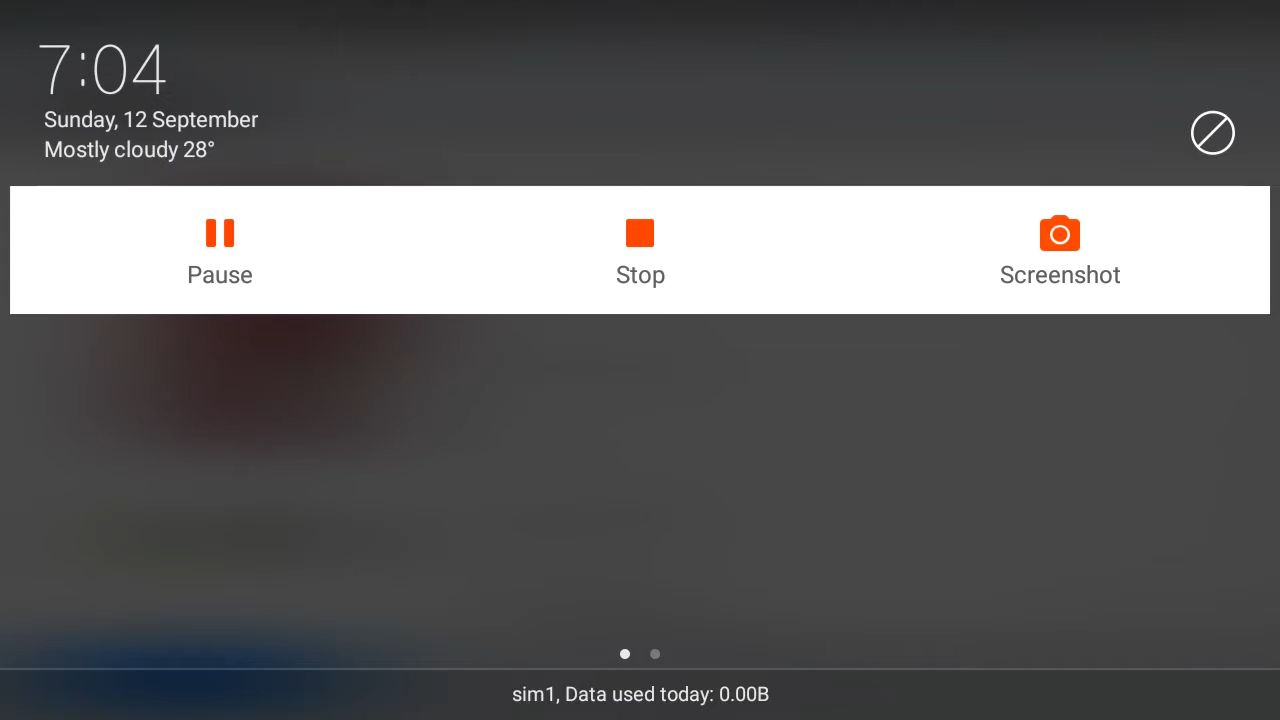 7:04
Sunday, 12 September
Mostly cloudy 28°
Pause
Stop
Screenshot
sim1, Data used today: 0.00B